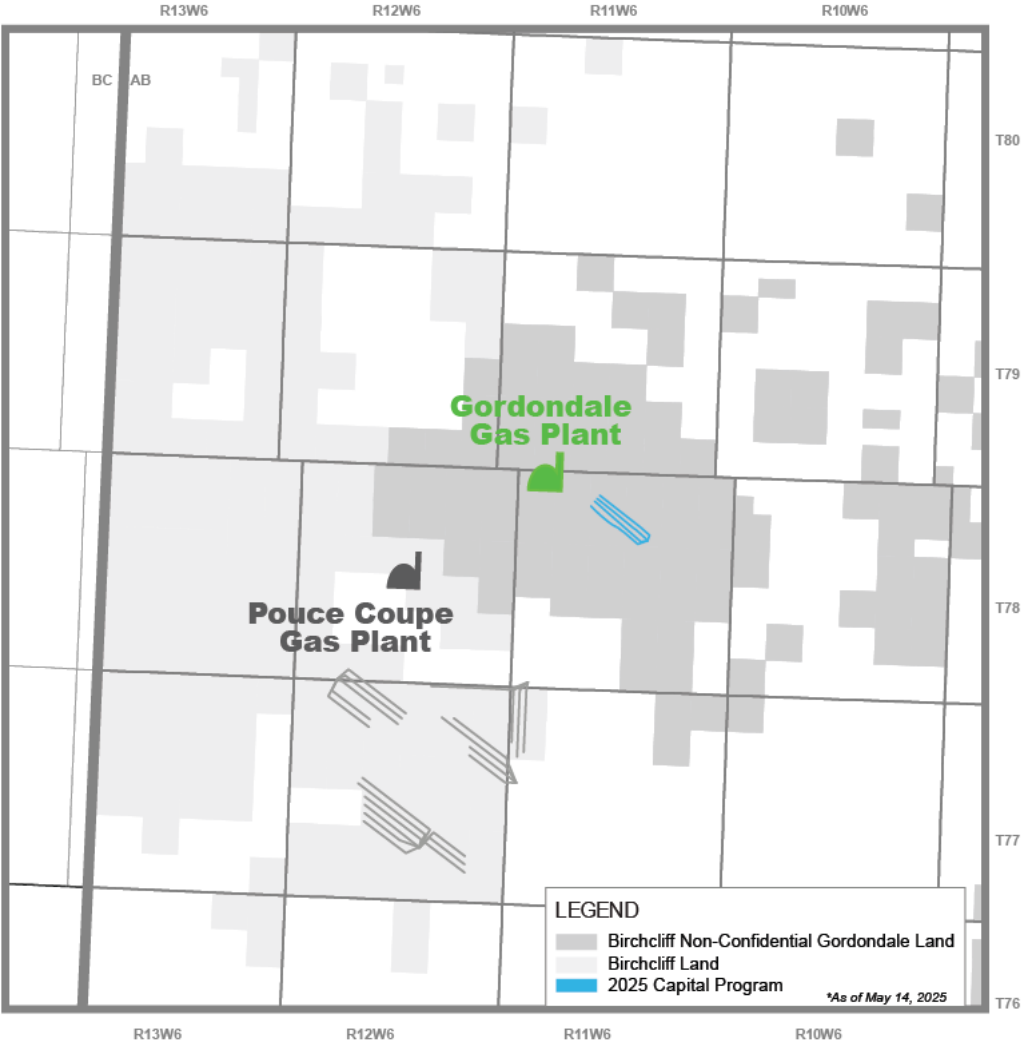 R13W6 R12W6 R11W6 R10W6
BC AB
T80
T79
Gordondale
Gas Plant
Pouce Coupe
Gas Plant
T78
T77
LEGEND
Birchcliff Non-Confidential Gordondale Land
Birchcliff Land
2025 Capital Program
*As of May 14, 2025
T76
R13W6 R12W6 R11W6 R10W6